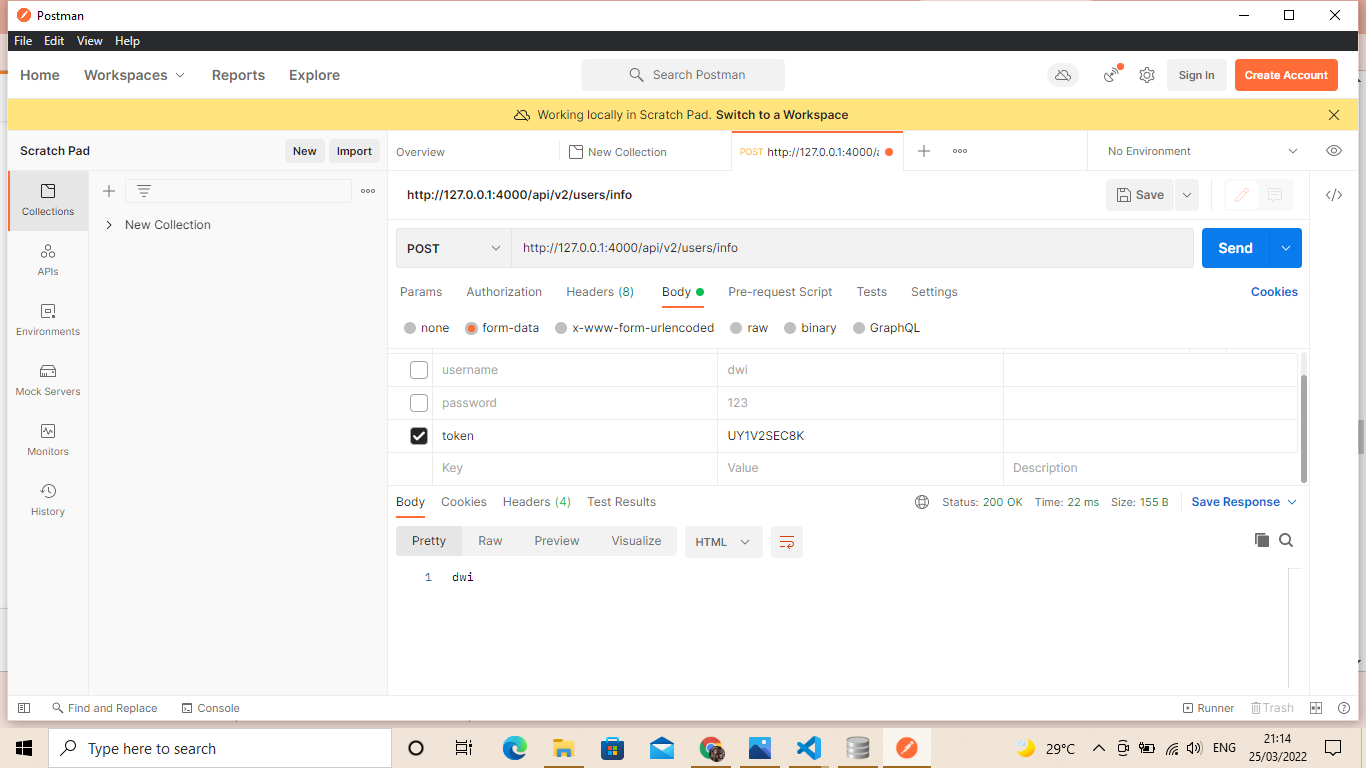 Postman
File Edit View Help
Home Workspaces Reports Explore Search Postman Sign In Create Account
Working locally in Scratch Pad. Switch to a Workspace
Scratch Pad New Import Overview New Collection POST http://127.0.0.1:4000/a No Environment
Collections
New Collection
APIs
Environments
Mock Servers
Monitors
History
http://127.0.0.1:4000/api/v2/users/info Save
POST http://127.0.0.1:4000/api/v2/users/info Send
Params Authorization Headers (8) Body Pre-request Script Tests Settings Cookies
none form-data x-www-form-urlencoded raw binary GraphQL
username dwi
password 123
token UY1V2SEC8K
Key Value Description
Body Cookies Headers (4) Test Results Status: 200 OK Time: 22 ms Size: 155 B Save Response
Pretty Raw Preview Visualize HTML
1 dwi
Find and Replace Console Runner Trash
Type here to search 29°C ENG 21:14
25/03/2022